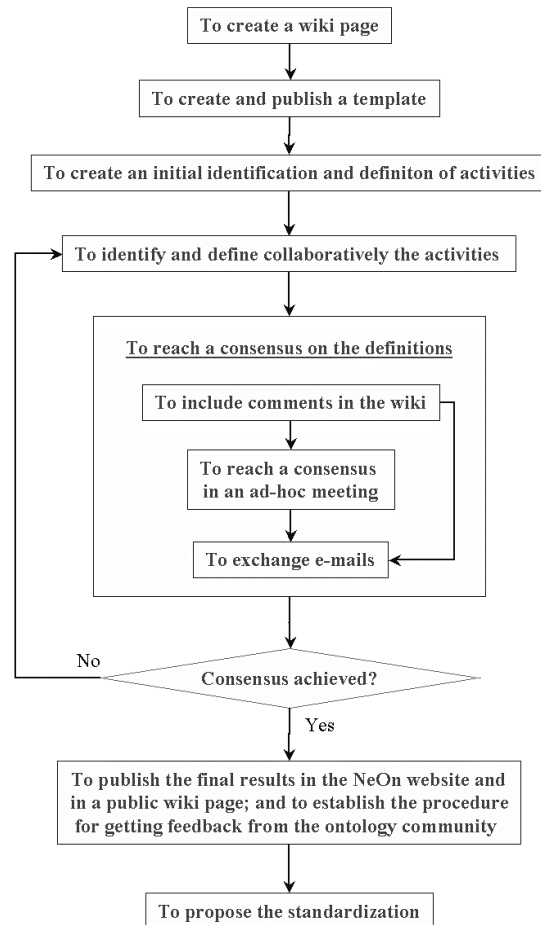 To create a wiki page
To create and publish a template
To create an initial identification and definiton of activities
To identify and define collaboratively the activities
To reach a consensus on the definitions
To include comments in the wiki
To reach a consensus
in an ad-hoc meeting
To exchange e-mails
No
Consensus achieved?
Yes
To publish the final results in the NeOn website and
in a public wiki page; and to establish the procedure
for getting feedback from the ontology community
To propose the standardization